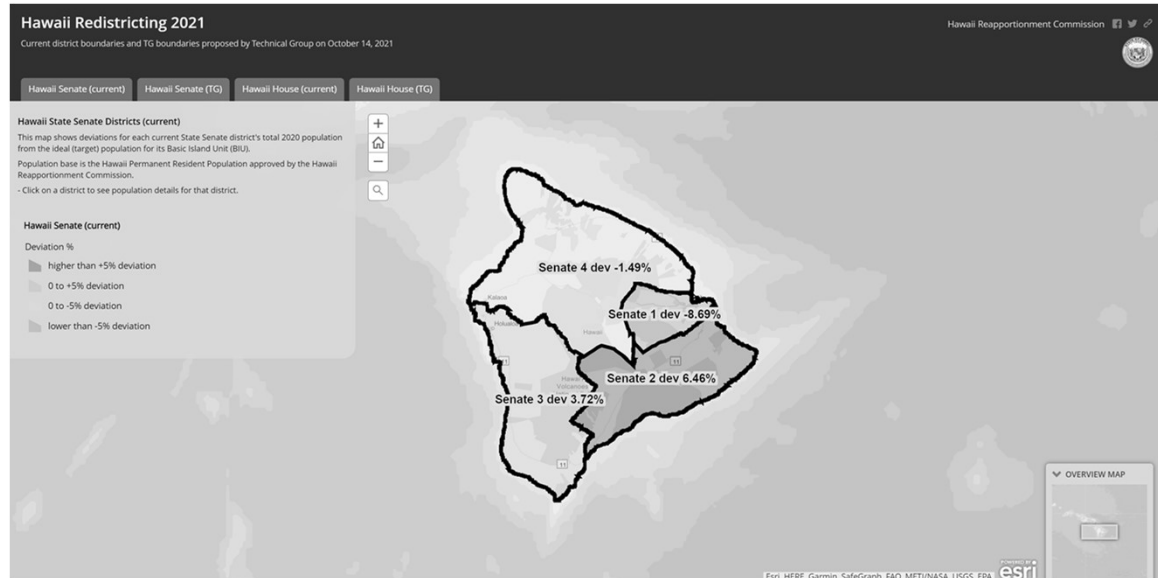 Hawaii Redistricting 2021
Hawaii Reapportionment Commission
Current district boundaries and TG boundaries proposed by Technical Group on October 14, 2021
Hawaii Senate (current)
Hawaii Senate (TG)
Hawaii House (current)
Hawaii House (TG)
Hawaii State Senate Districts (current)
This map shows deviations for each current State Senate district's total 2020 population
from the ideal (target) population for its Basic Island Unit (BIU).
Population base is the Hawaii Permanent Resident Population approved by the Hawaii
Reapportionment Commission.
- Click on a district to see population details for that district.
Hawaii Senate (current)
Deviation %
higher than +5% deviation
0 to +5% deviation
0 to -5% deviation
lower than -5% deviation
Senate 4 dev -1.49%
Kalaoa
Senate 1 dev -8.69%
Holualoa
Hawaii
11
11
Senate 2 dev 6.46%
Volcanoes
Senate 3 dev 3.72%
11
OVERVIEW MAP
POWERED BY
esri
Esri, HERE, Garmin, SafeGraph, FAO, METI/NASA, USGS, EPA